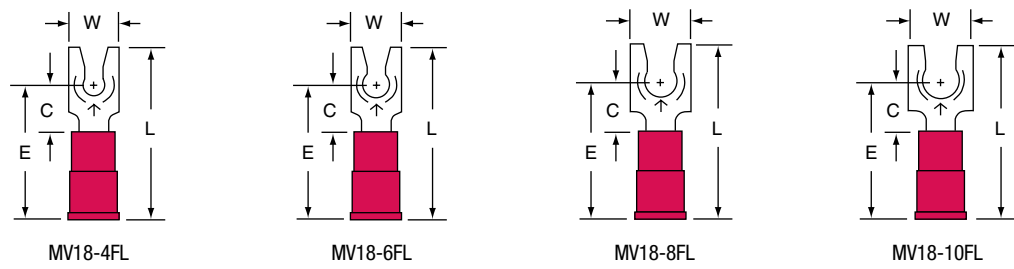 W W W W
C C C C
L L L L
E E E E
MV18-4FL MV18-6FL MV18-8FL MV18-10FL